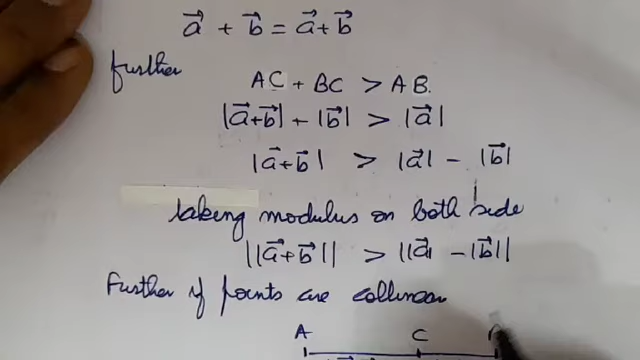 a⃗ + b⃗ = a⃗+b⃗
further
AC + BC > AB.
|a⃗+b⃗| + |b⃗| > |a⃗|
|a⃗+b⃗| > |a⃗| - |b⃗|
taking modulus on both side
||a⃗+b⃗|| > ||a⃗| - |b⃗||
Further if points are collinear
A C